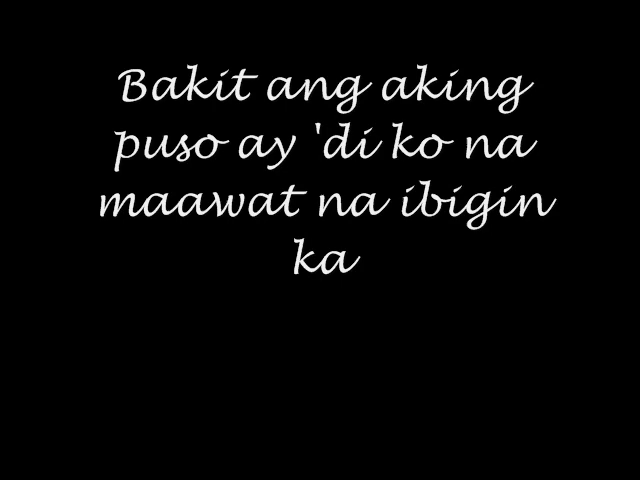 Bakit ang aking
puso ay 'di ko na
maawat na ibigin
ka